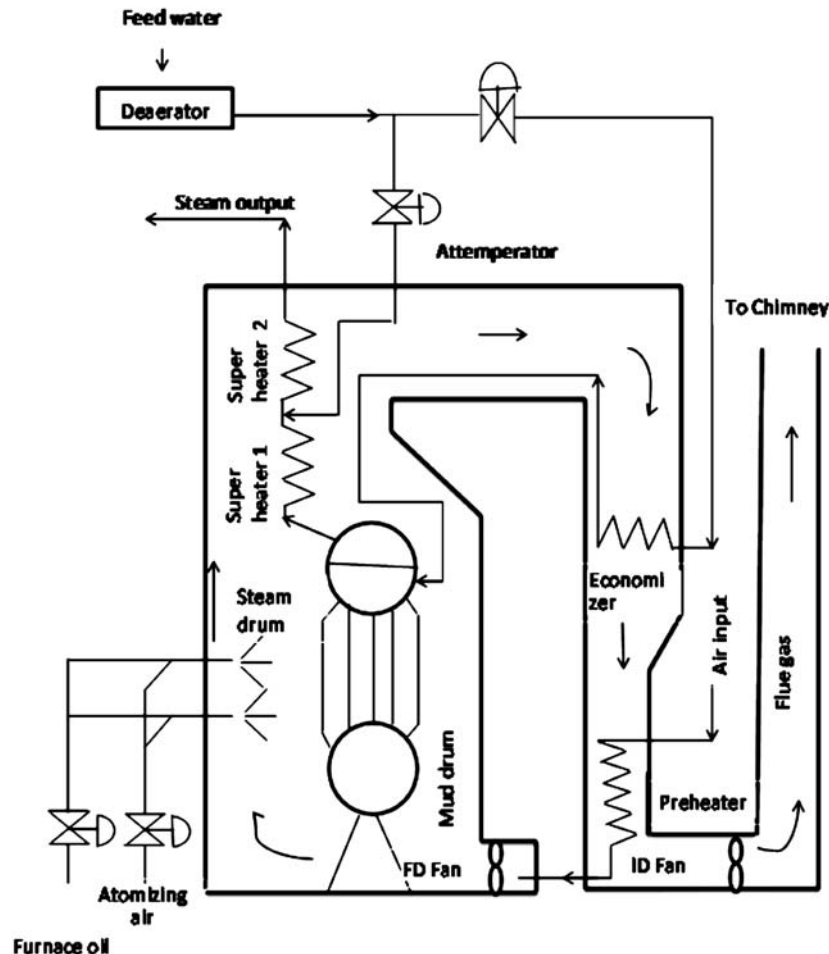 Feed water
Deaerator
Steam output
Attemperator
To Chimney
Super
heater 2
Super
heater 1
Steam
drum
Economi
zer
Air input
Flue gas
Mud drum
Preheater
FD Fan
ID Fan
Atomizing
air
Furnace oil